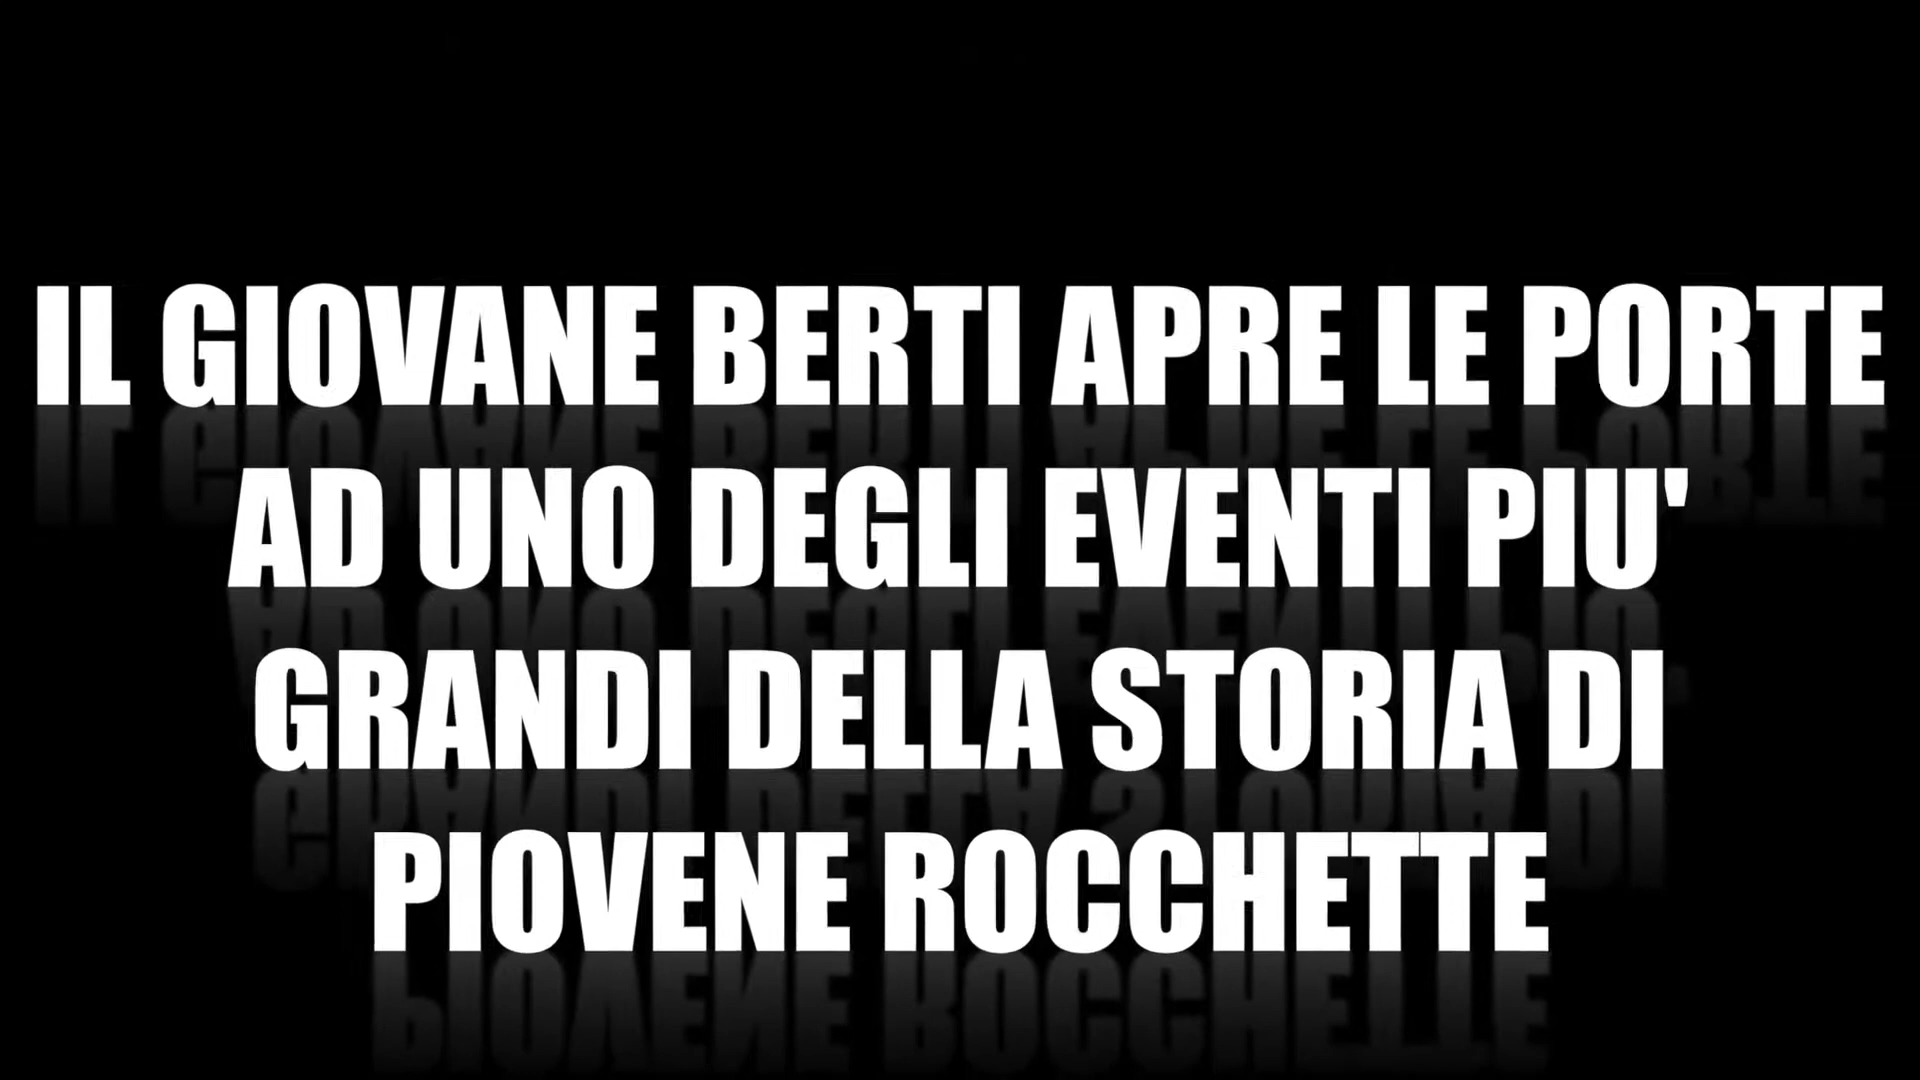 IL GIOVANE BERTI APRE LE PORTE
AD UNO DEGLI EVENTI PIU'
GRANDI DELLA STORIA DI
PIOVENE ROCCHETTE